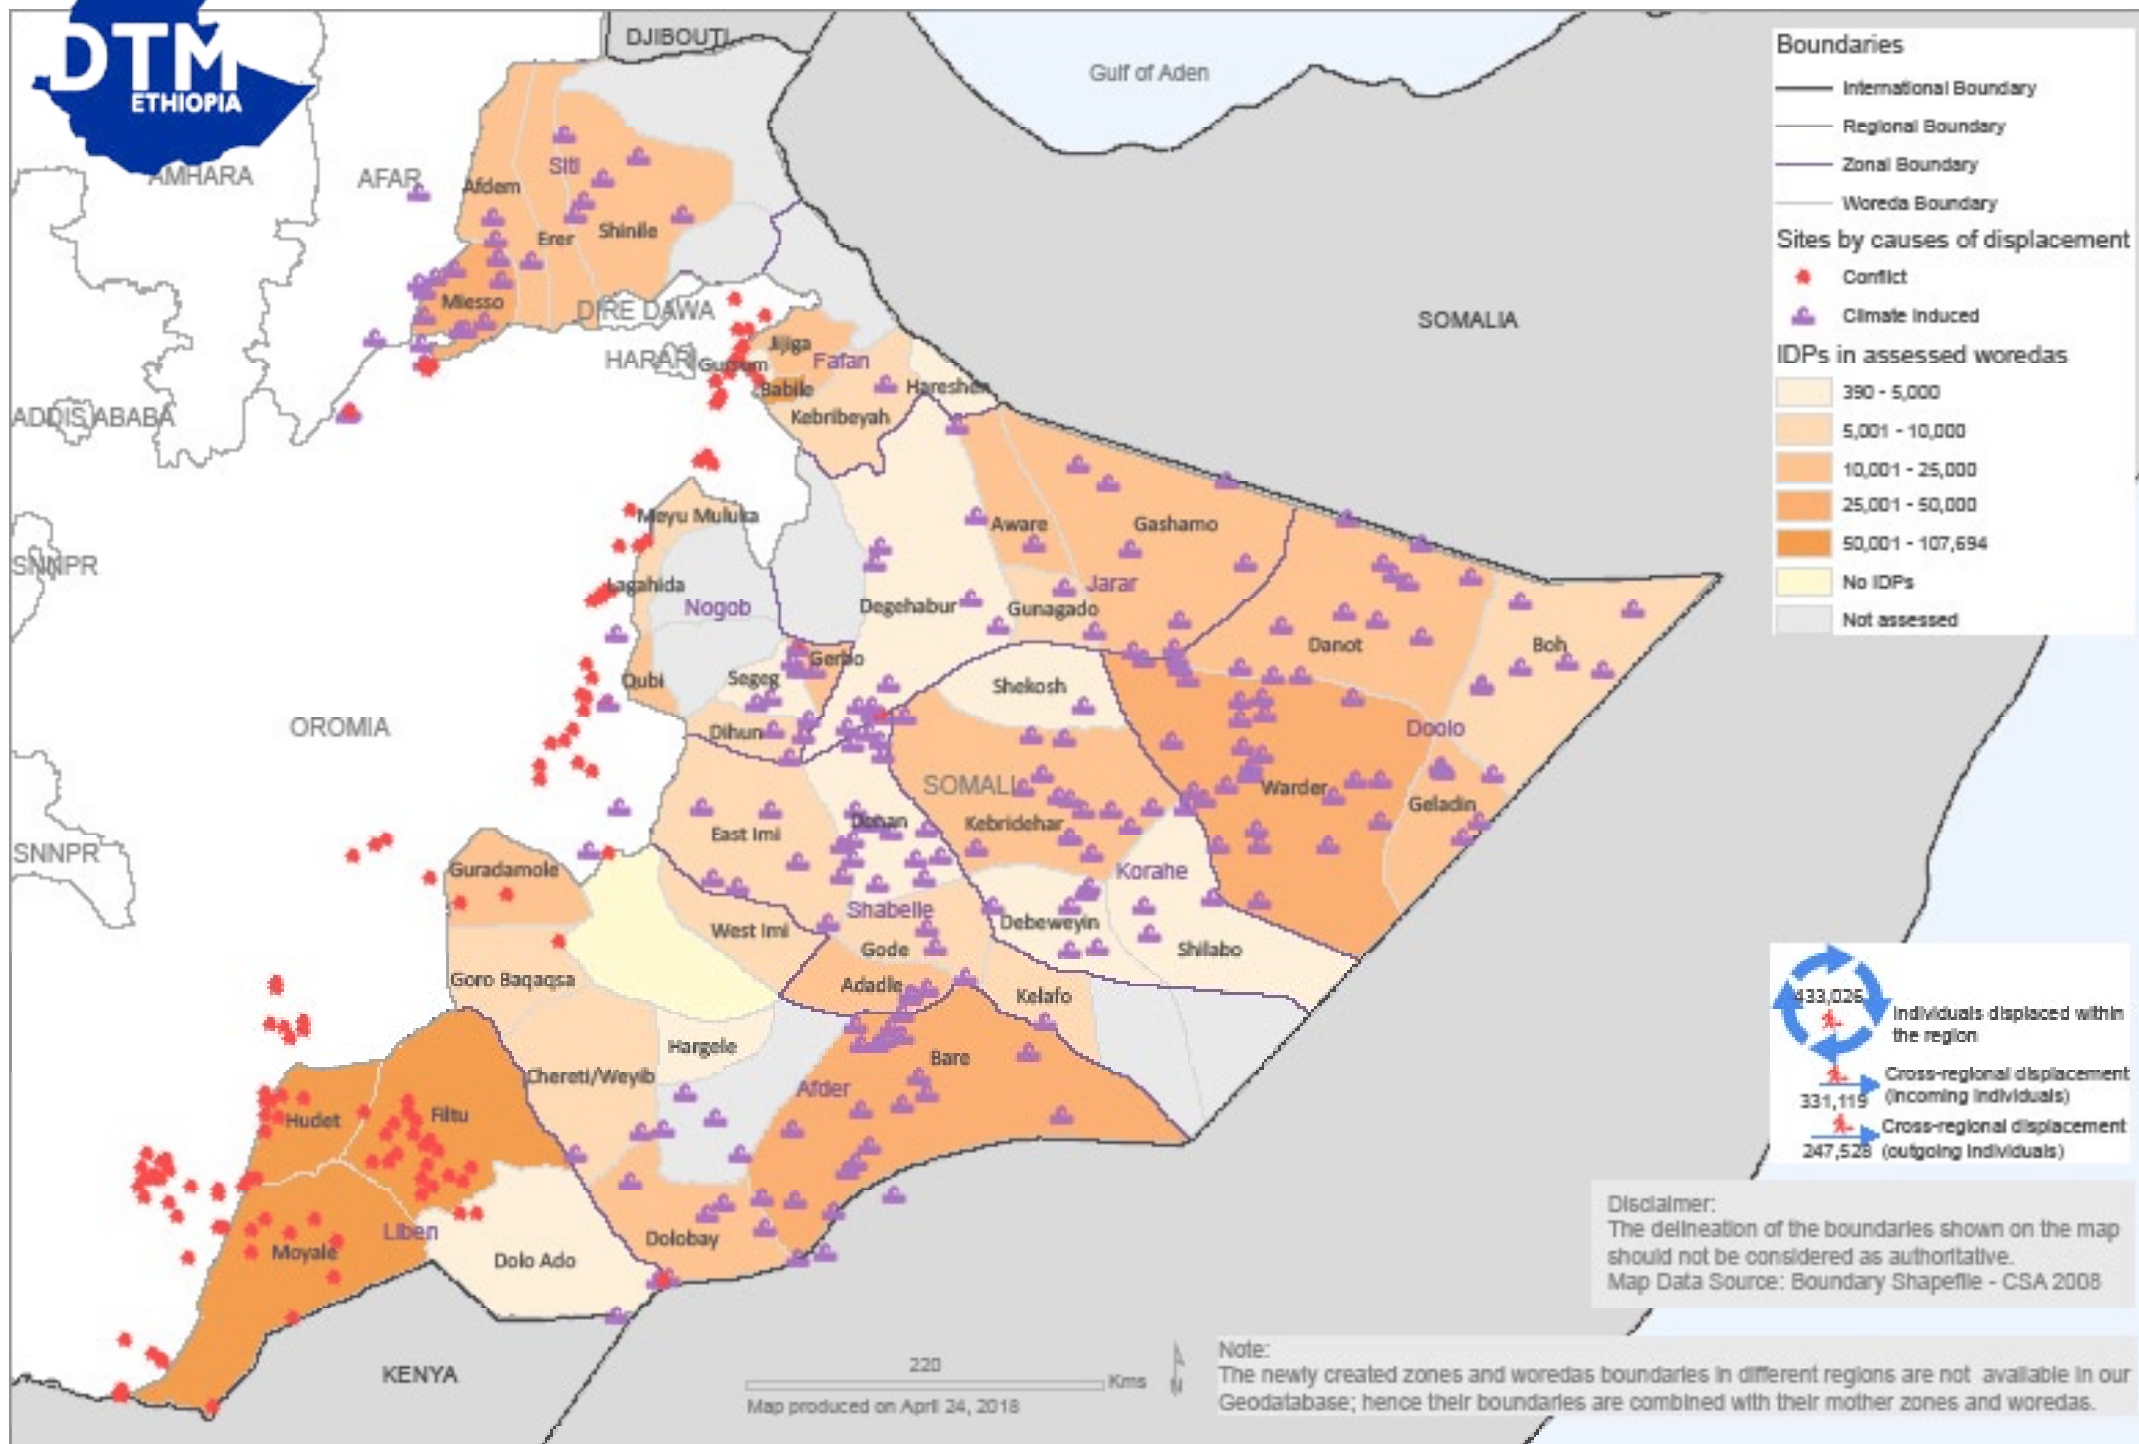 DTM
ETHIOPIA
DJIBOUTI
Gulf of Aden
AMHARA
AFAR
Siti
Afdem
Erer
Shinile
Miesso
DIRE DAWA
HARARI
Gursum
Jijiga
Fafan
Babile
Hareshen
Kebribeyah
ADDIS ABABA
SOMALIA
Meyu Muluka
Aware
Gashamo
SNNPR
Lagahida
Nogob
Degehabur
Gunagado
Jarar
Danot
Boh
Gerbo
Segeg
Qubi
Shekosh
OROMIA
Dihun
Doolo
SOMALI
Warder
Geladin
East Imi
Dohan
Kebridehar
SNNPR
Guradamole
Korahe
Shabelle
West Imi
Debeweyin
Gode
Shilabo
Goro Baqaqsa
Adadle
Kelafo
Hargele
Bare
Chereti/Weyib
Afder
Hudet
Filtu
Liben
Moyale
Dolobay
Dolo Ado
KENYA
Boundaries
International Boundary
Regional Boundary
Zonal Boundary
Woreda Boundary
Sites by causes of displacement
Conflict
Climate Induced
IDPs in assessed woredas
390 - 5,000
5,001 - 10,000
10,001 - 25,000
25,001 - 50,000
50,001 - 107,694
No IDPs
Not assessed
433,026
Individuals displaced within
the region
Cross-regional displacement
331,119 (incoming individuals)
Cross-regional displacement
247,528 (outgoing individuals)
Disclaimer:
The delineation of the boundaries shown on the map
should not be considered as authoritative.
Map Data Source: Boundary Shapefile - CSA 2008
220
Kms
N
Map produced on April 24, 2018
Note:
The newly created zones and woredas boundaries in different regions are not available in our
Geodatabase; hence their boundaries are combined with their mother zones and woredas.